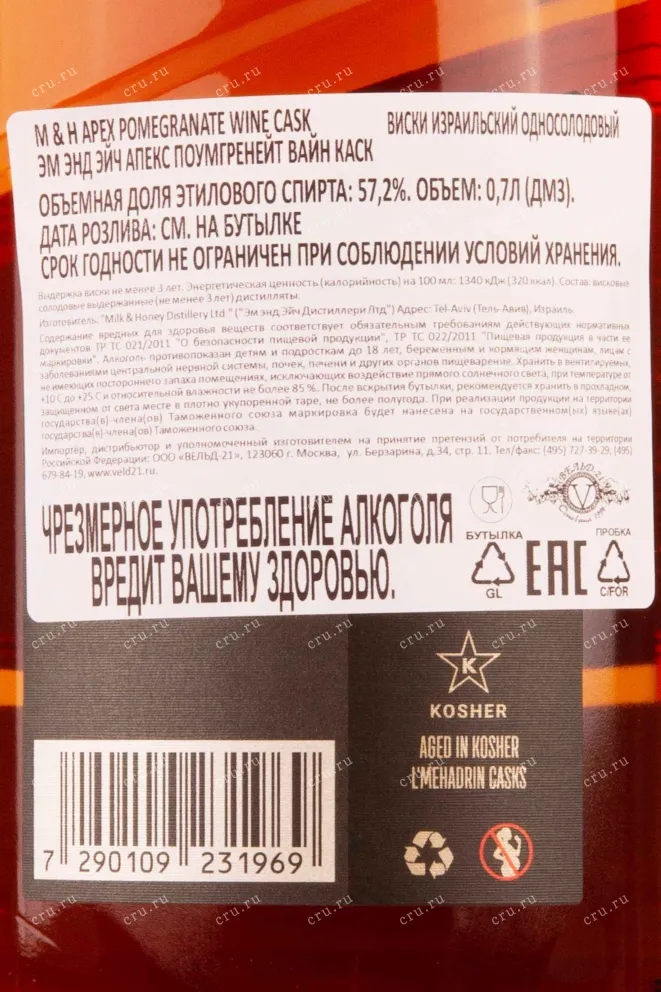 M & H APEX POMEGRANATE WINE CASK ВИСКИ ИЗРАИЛЬСКИЙ ОДНОСОЛОДОВЫЙ
ЭМ ЭНД ЭЙЧ АПЕКС ПОУМГРЕНЕЙТ ВАЙН КАСК
ОБЪЕМНАЯ ДОЛЯ ЭТИЛОВОГО СПИРТА: 57,2%. ОБЪЕМ: 0,7Л (ДМ3).
ДАТА РОЗЛИВА: СМ. НА БУТЫЛКЕ
СРОК ГОДНОСТИ НЕ ОГРАНИЧЕН ПРИ СОБЛЮДЕНИИ УСЛОВИЙ ХРАНЕНИЯ.
Выдержка виски не менее 3 лет. Энергетическая ценность (калорийность) на 100 мл: 1340 кДж (320 ккал). Состав: висковые
солодовые выдержанные (не менее 3 лет) дистилляты.
Изготовитель: "Milk & Honey Distillery Ltd " ("Эм энд Эйч Дистиллери Лтд") Адрес: Tel-Aviv (Тель-Авив), Израиль.
Содержание вредных для здоровья веществ соответствует обязательным требованиям действующих нормативных
документов ТР ТС 021/2011 "О безопасности пищевой продукции", ТР ТС 022/2011 "Пищевая продукция в части ее
маркировки". Алкоголь противопоказан детям и подросткам до 18 лет, беременным и кормящим женщинам, лицам с
заболеваниями центральной нервной системы, почек, печени и других органов пищеварения. Хранить в вентилируемых,
не имеющих постороннего запаха помещениях, исключающих воздействие прямого солнечного света, при температуре от
+10 С до +25 С и относительной влажности не более 85 %. После вскрытия бутылки, рекомендуется хранить в прохладном,
защищенном от света месте в плотно укупоренной таре, не более полугода. При реализации продукции на территории
государства(в)-члена(ов) Таможенного союза маркировка будет нанесена на государственном(ых) языке(ах)
государства(в)-члена(ов) Таможенного союза.
Импортёр, дистрибьютор и уполномоченный изготовителем на принятие претензий от потребителя на территории
Российской Федерации: ООО «ВЕЛЬД-21», 123060 г. Москва, ул. Берзарина, д.34, стр. 11. Тел/факс: (495) 727-39-29, (495)
679-84-19, www.veld21.ru.
ЧРЕЗМЕРНОЕ УПОТРЕБЛЕНИЕ АЛКОГОЛЯ
ВРЕДИТ ВАШЕМУ ЗДОРОВЬЮ.
ВЕЛЬД-21
V
БУТЫЛКА
GL
EAC
ПРОБКА
C/FOR
K
KOSHER
AGED IN KOSHER
L'MEHADRIN CASKS
7 290109 231969
cru.ru